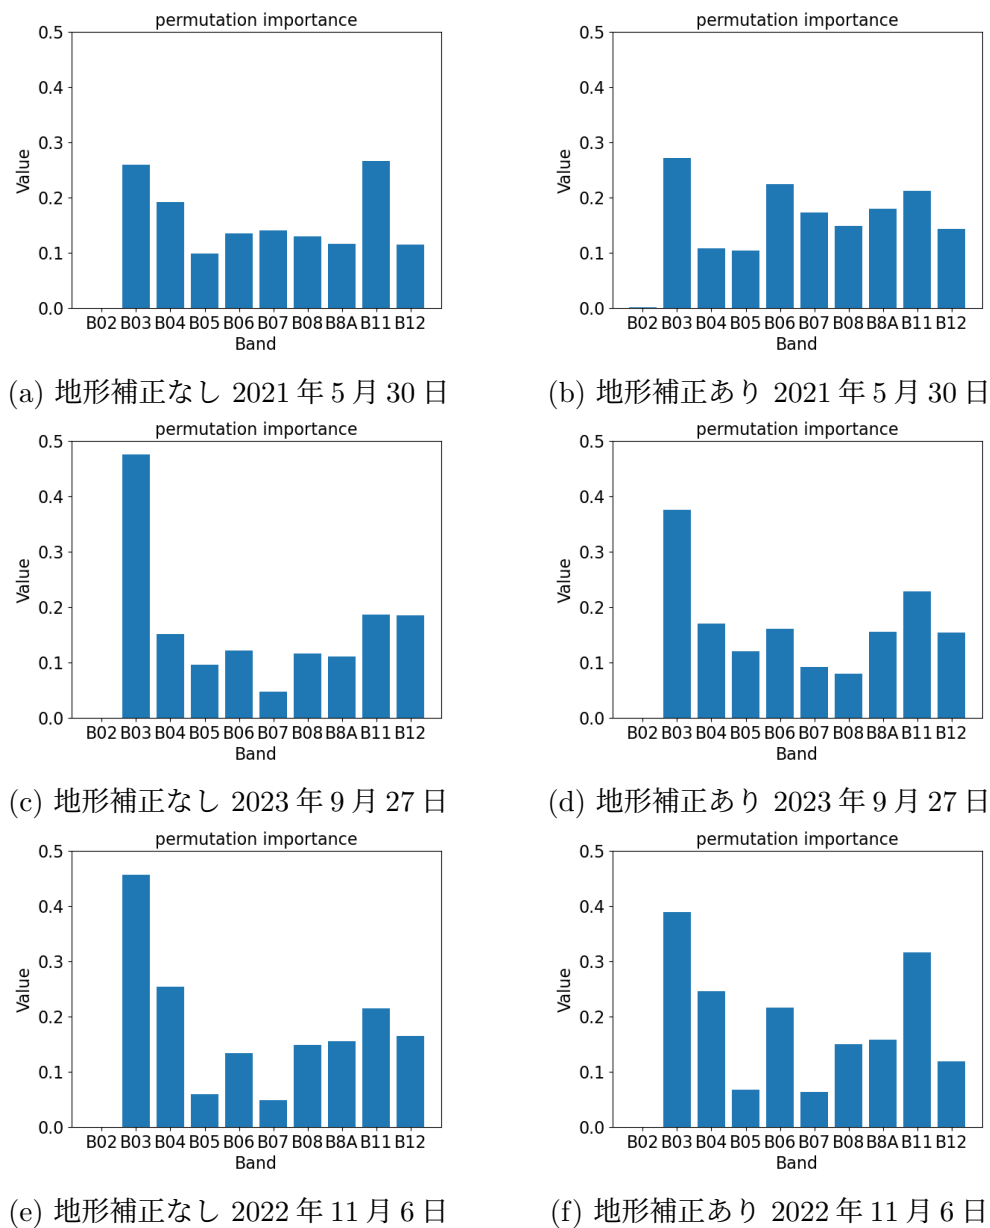 permutation importance
0.5
0.4
0.3
0.2
0.1
0.0
Value
B02 B03 B04 B05 B06 B07 B08 B8A B11 B12
Band
(a) 地形補正なし 2021 年 5 月 30 日
permutation importance
0.5
0.4
0.3
0.2
0.1
0.0
Value
B02 B03 B04 B05 B06 B07 B08 B8A B11 B12
Band
(b) 地形補正あり 2021 年 5 月 30 日
permutation importance
0.5
0.4
0.3
0.2
0.1
0.0
Value
B02 B03 B04 B05 B06 B07 B08 B8A B11 B12
Band
(c) 地形補正なし 2023 年 9 月 27 日
permutation importance
0.5
0.4
0.3
0.2
0.1
0.0
Value
B02 B03 B04 B05 B06 B07 B08 B8A B11 B12
Band
(d) 地形補正あり 2023 年 9 月 27 日
permutation importance
0.5
0.4
0.3
0.2
0.1
0.0
Value
B02 B03 B04 B05 B06 B07 B08 B8A B11 B12
Band
(e) 地形補正なし 2022 年 11 月 6 日
permutation importance
0.5
0.4
0.3
0.2
0.1
0.0
Value
B02 B03 B04 B05 B06 B07 B08 B8A B11 B12
Band
(f) 地形補正あり 2022 年 11 月 6 日